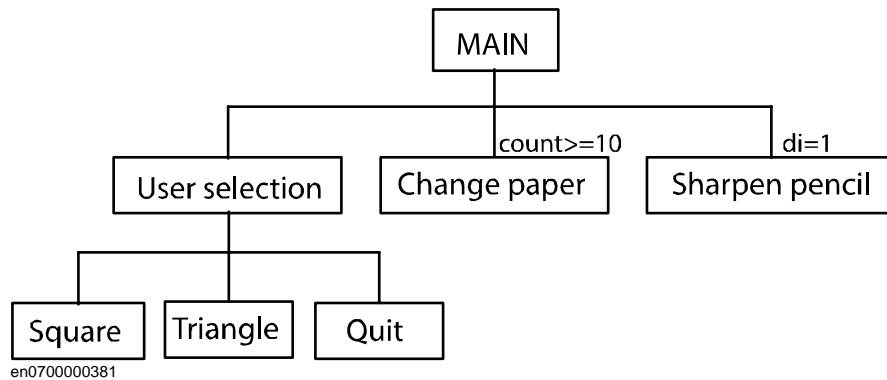 MAIN
count>=10
di=1
User selection
Change paper
Sharpen pencil
Square
Triangle
Quit
en0700000381